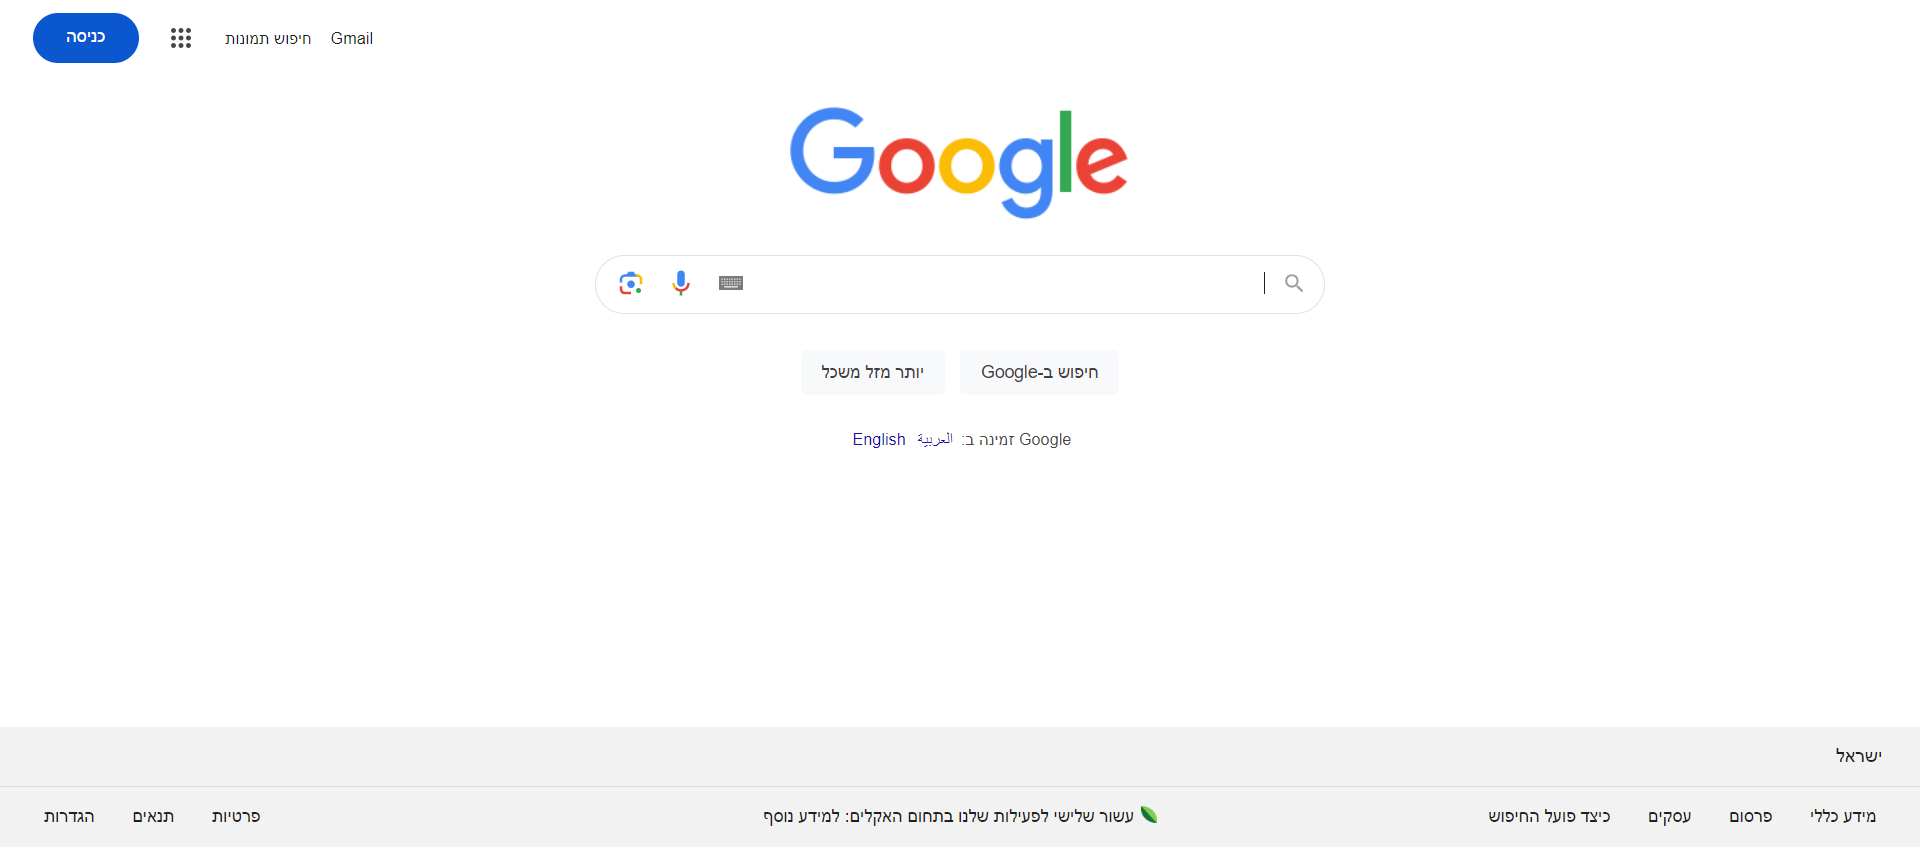 Gmail
חיפוש תמונות
כניסה
Google
חיפוש ב-Google
יותר מזל משכל
Google זמינה ב: العربية English
ישראל
מידע כללי
פרסום
עסקים
כיצד פועל החיפוש
עשור שלישי לפעילות שלנו בתחום האקלים: למידע נוסף
פרטיות
תנאים
הגדרות